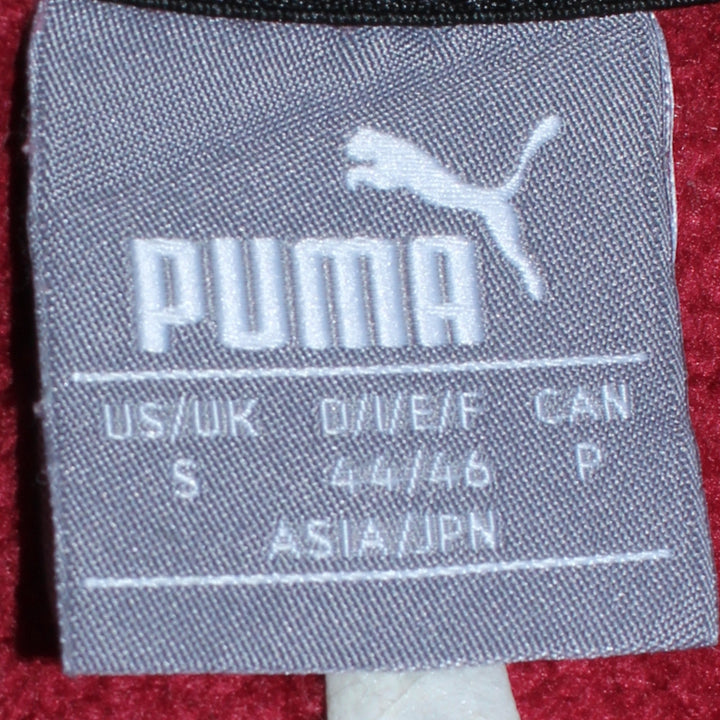 PUMA
US/UK D/I/E/F CAN
S 44/46 P
ASIA/JPN